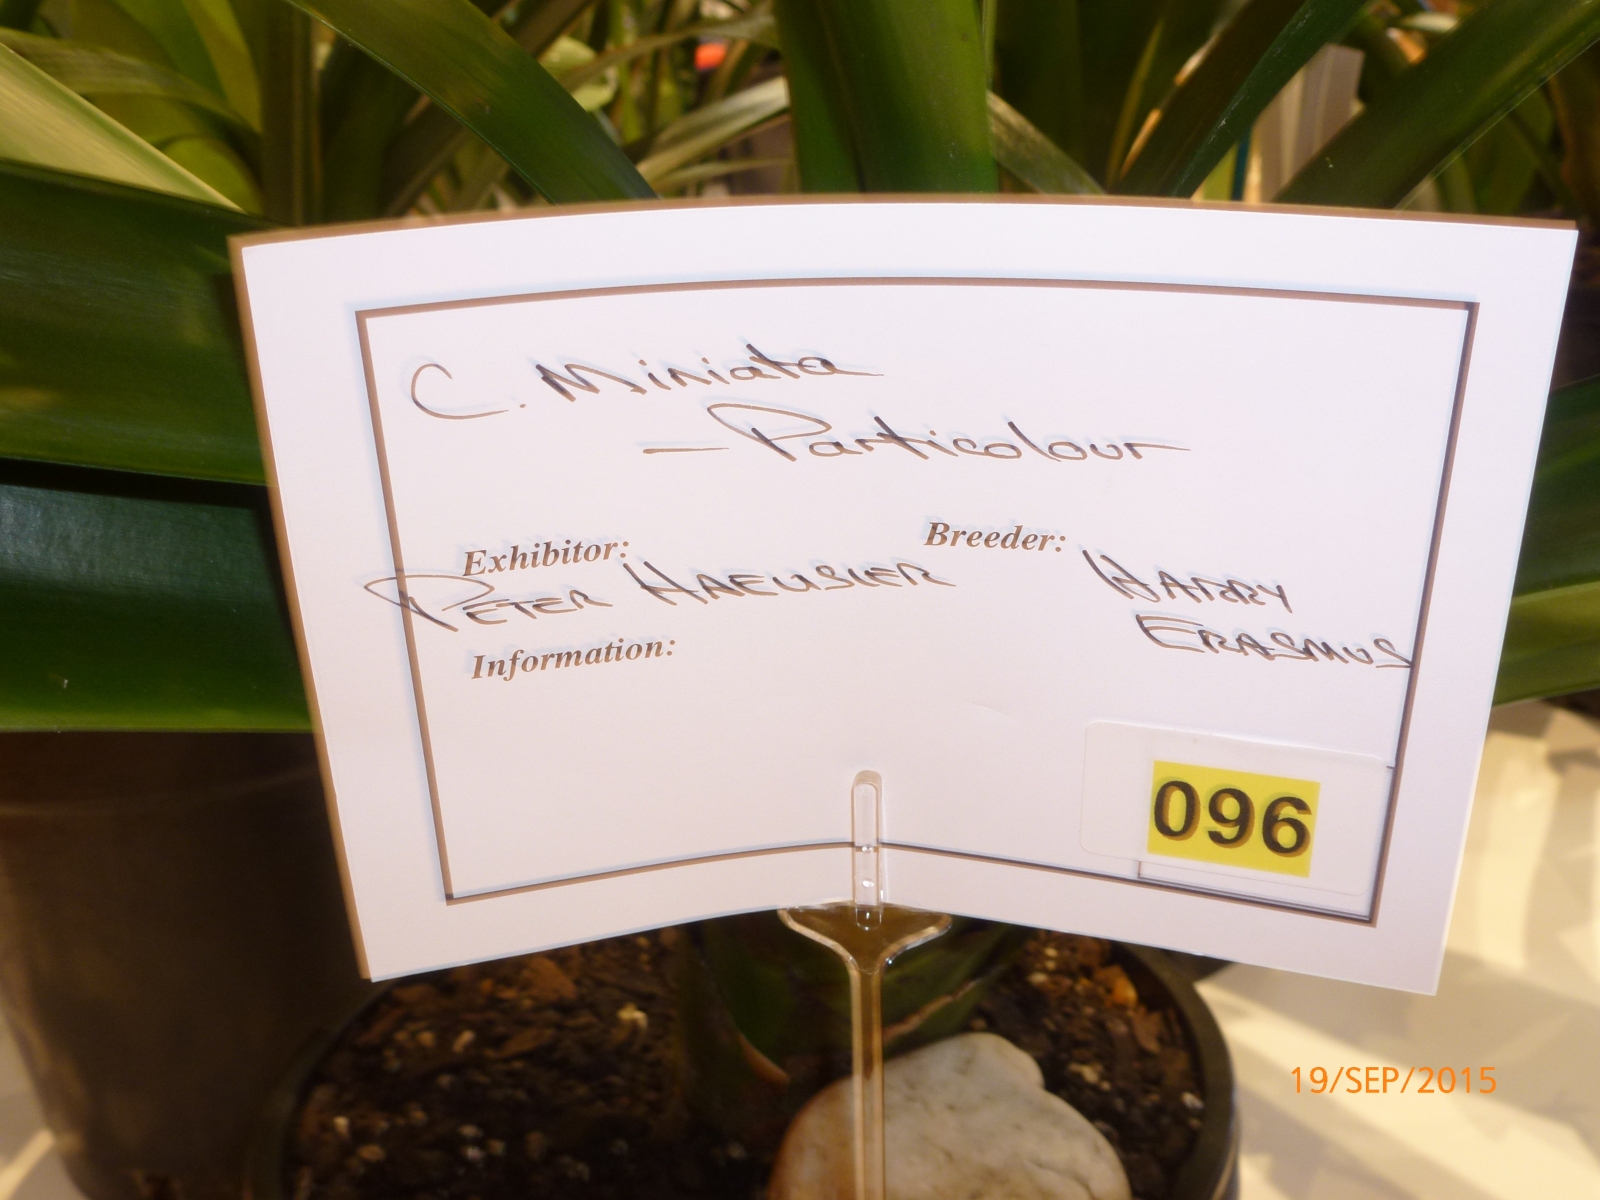 C. Miniata
- Particolour
Exhibitor:
PETER HAEUSLER
Breeder:
HARRY
ERASMUS
Information:
096
19/SEP/2015